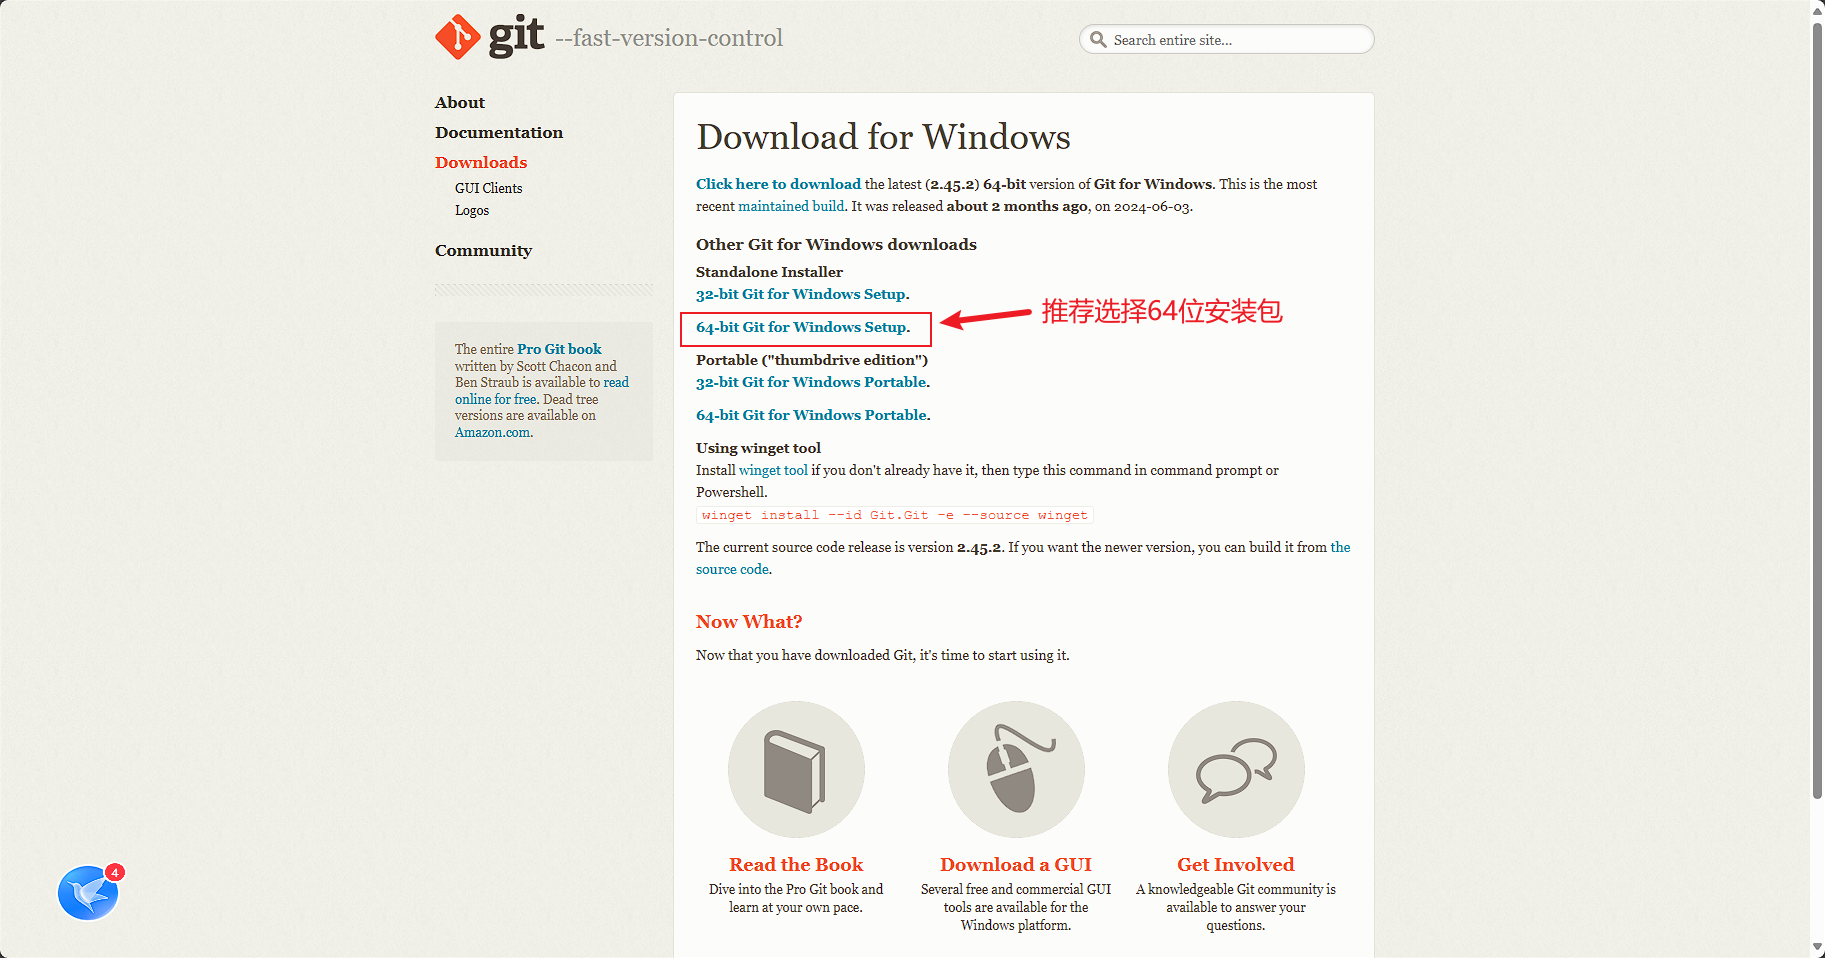 git --fast-version-control
Search entire site...
About
Documentation
Downloads
GUI Clients
Logos
Community
The entire Pro Git book
written by Scott Chacon and
Ben Straub is available to read
online for free. Dead tree
versions are available on
Amazon.com.
Download for Windows
Click here to download the latest (2.45.2) 64-bit version of Git for Windows. This is the most
recent maintained build. It was released about 2 months ago, on 2024-06-03.
Other Git for Windows downloads
Standalone Installer
32-bit Git for Windows Setup.
64-bit Git for Windows Setup.
推荐选择64位安装包
Portable ("thumbdrive edition")
32-bit Git for Windows Portable.
64-bit Git for Windows Portable.
Using winget tool
Install winget tool if you don't already have it, then type this command in command prompt or
Powershell.
winget install --id Git.Git -e --source winget
The current source code release is version 2.45.2. If you want the newer version, you can build it from the
source code.
Now What?
Now that you have downloaded Git, it's time to start using it.
Read the Book
Dive into the Pro Git book and
learn at your own pace.
Download a GUI
Several free and commercial GUI
tools are available for the
Windows platform.
Get Involved
A knowledgeable Git community is
available to answer your
questions.
4